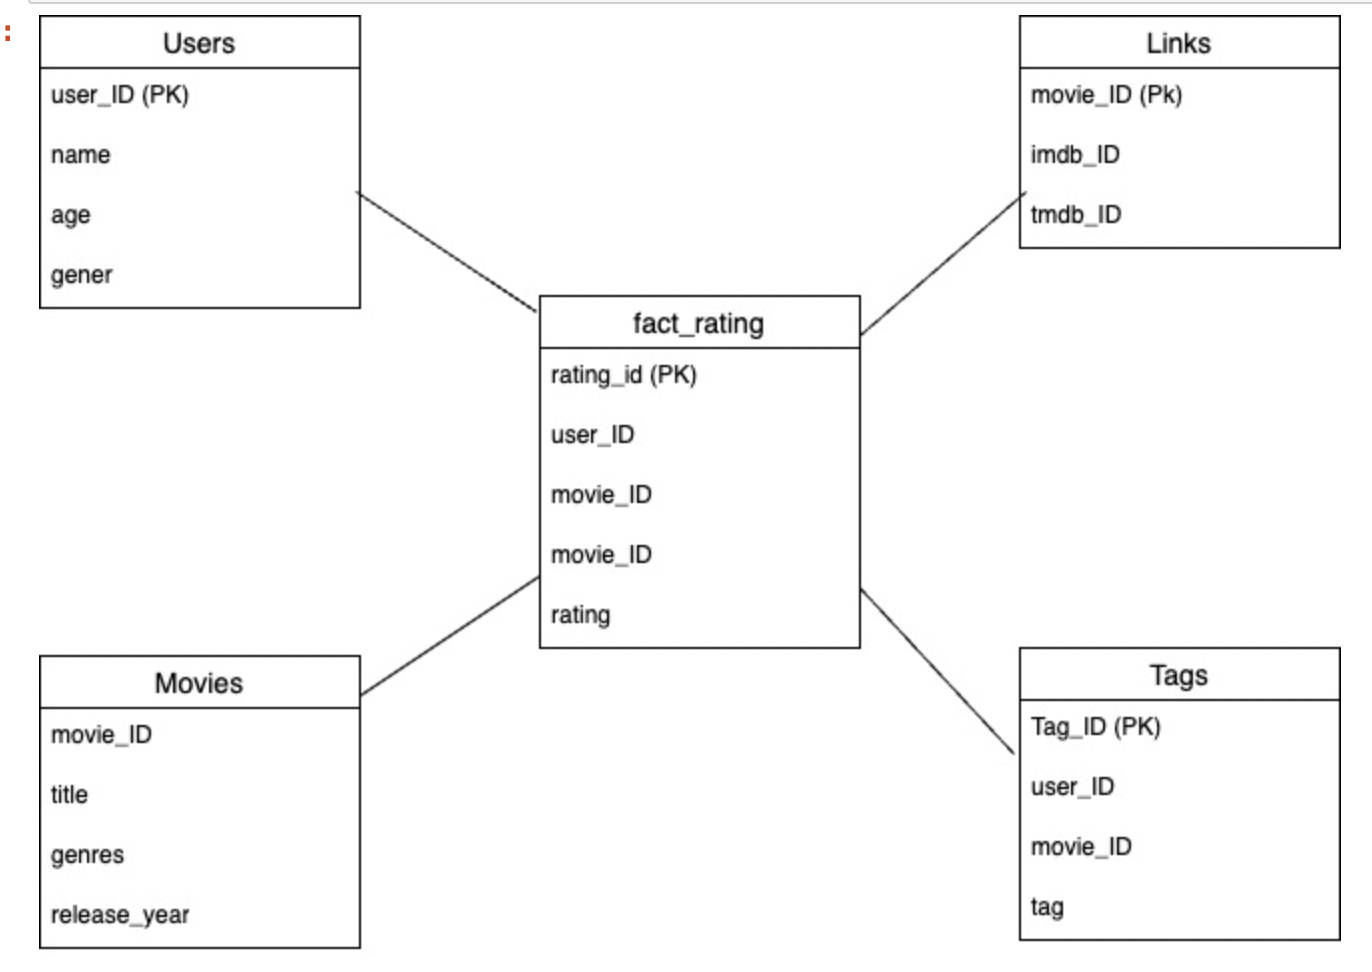 :
Users
user_ID (PK)
name
age
gener
Links
movie_ID (Pk)
imdb_ID
tmdb_ID
fact_rating
rating_id (PK)
user_ID
movie_ID
movie_ID
rating
Movies
movie_ID
title
genres
release_year
Tags
Tag_ID (PK)
user_ID
movie_ID
tag